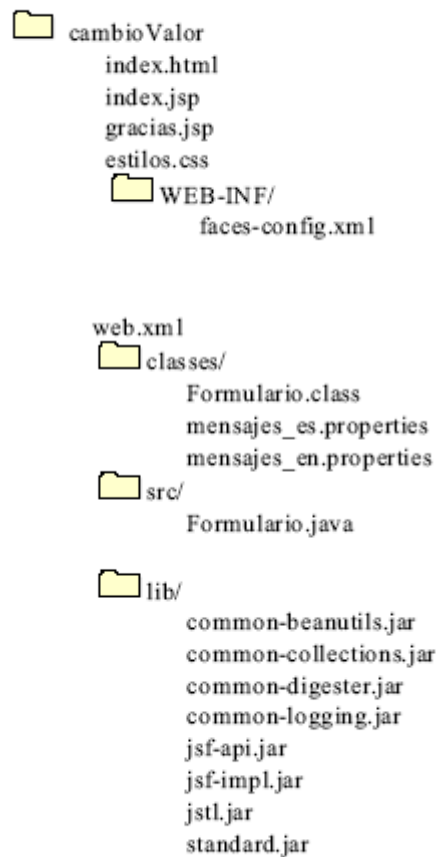 cambioValor
index.html
index.jsp
gracias.jsp
estilos.css
WEB-INF/
faces-config.xml
web.xml
classes/
Formulario.class
mensajes_es.properties
mensajes_en.properties
src/
Formulario.java
lib/
common-beanutils.jar
common-collections.jar
common-digester.jar
common-logging.jar
jsf-api.jar
jsf-impl.jar
jstl.jar
standard.jar